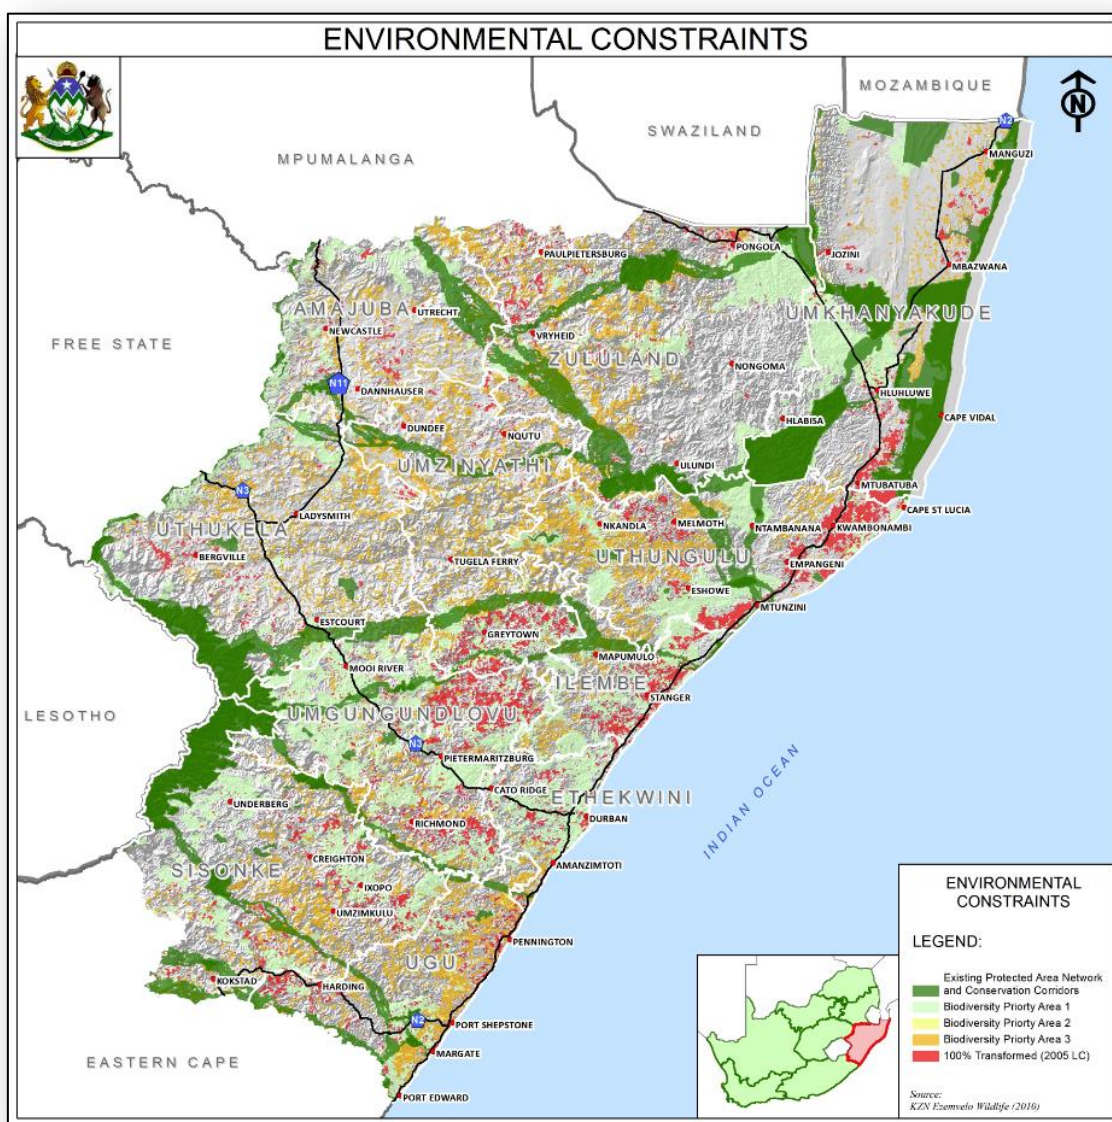 ENVIRONMENTAL CONSTRAINTS
MOZAMBIQUE
N
SWAZILAND
N2
MPUMALANGA
MANGUZI
PONGOLA
PAULPIETERSBURG
JOZINI
MBAZWANA
AMAJUBA
UTRECHT
UMKHANYAKUDE
NEWCASTLE
FREE STATE
VRYHEID
ZULULAND
NONGOMA
N11
DANNHAUSER
HLUHLUWE
CAPE VIDAL
HLABISA
DUNDEE
NQUTU
UMZINYATHI
ULUNDI
N3
MTUBATUBA
CAPE ST LUCIA
LADYSMITH
UTHUKELA
NKANDLA
MELMOTH
NTAMBANANA
KWAMBONAMBI
BERGVILLE
TUGELA FERRY
UTHUNGULU
EMPANGENI
ESHOWE
MTUNZINI
ESTCOURT
GREYTOWN
MAPUMULO
MOOI RIVER
ILEMBE
STANGER
LESOTHO
UMGUNGUNDLOVU
N3
PIETERMARITZBURG
CATO RIDGE
ETHEKWINI
UNDERBERG
RICHMOND
DURBAN
INDIAN OCEAN
CREIGHTON
AMANZIMTOTI
SISONKE
IXOPO
UMZIMKULU
PENNINGTON
UGU
KOKSTAD
HARDING
N2
PORT SHEPSTONE
MARGATE
EASTERN CAPE
PORT EDWARD
ENVIRONMENTAL
CONSTRAINTS
LEGEND:
Existing Protected Area Network
and Conservation Corridors
Biodiversity Priorty Area 1
Biodiversity Priorty Area 2
Biodiversity Priorty Area 3
100% Transformed (2005 LC)
Source:
KZN Ezemvelo Wildlife (2010)